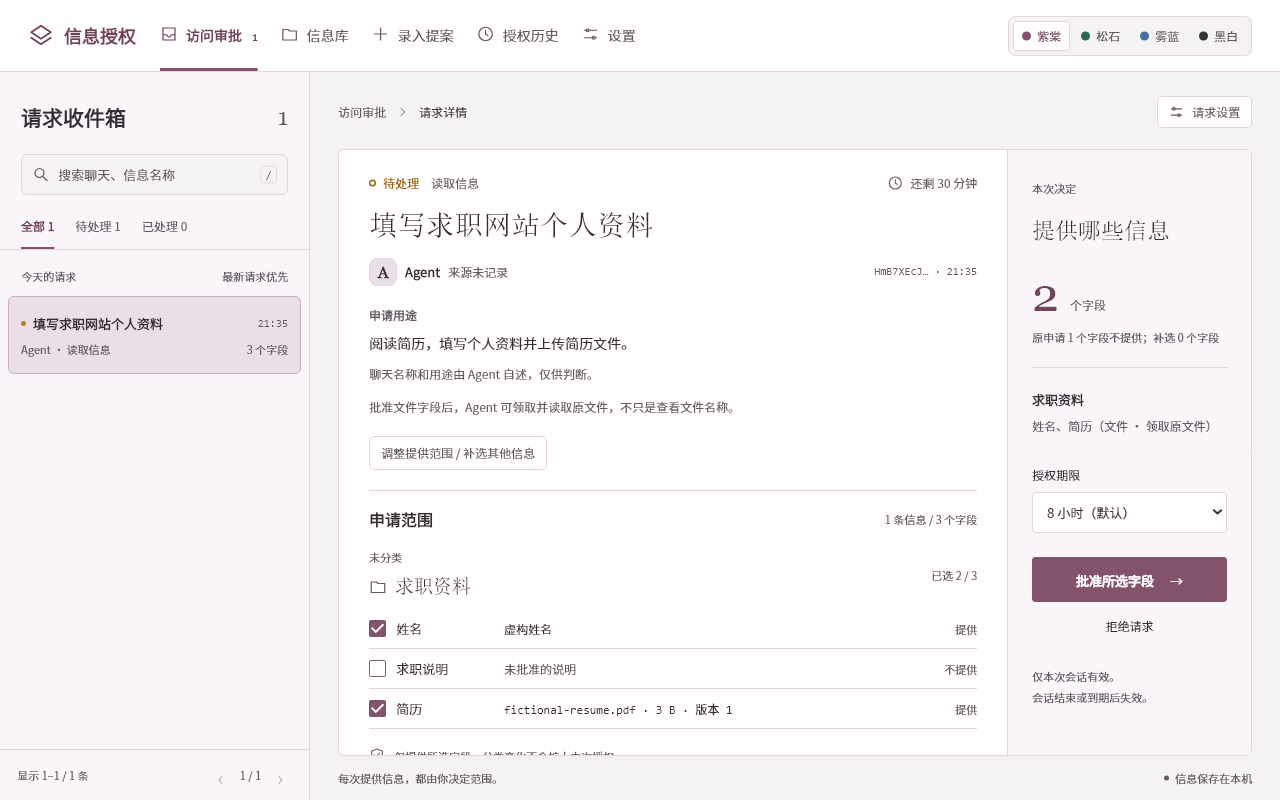 信息授权
访问审批 1
信息库
录入提案
授权历史
设置
紫棠
松石
雾蓝
黑白
请求收件箱 1
搜索聊天、信息名称 /
全部 1
待处理 1
已处理 0
今天的请求 最新请求优先
填写求职网站个人资料 21:35
Agent · 读取信息 3 个字段
显示 1–1 / 1 条 ‹ 1 / 1 ›
访问审批 > 请求详情
请求设置
待处理 读取信息 还剩 30 分钟
填写求职网站个人资料
A Agent 来源未记录 HmB7XEcJ… · 21:35
申请用途
阅读简历，填写个人资料并上传简历文件。
聊天名称和用途由 Agent 自述，仅供判断。
批准文件字段后，Agent 可领取并读取原文件，不只是查看文件名称。
调整提供范围 / 补选其他信息
申请范围 1 条信息 / 3 个字段
未分类
求职资料 已选 2 / 3
姓名 虚构姓名 提供
求职说明 未批准的说明 不提供
简历 fictional-resume.pdf · 3 B · 版本 1 提供
本次决定
提供哪些信息
2 个字段
原申请 1 个字段不提供；补选 0 个字段
求职资料
姓名、简历（文件 · 领取原文件）
授权期限
8 小时（默认）
批准所选字段 →
拒绝请求
仅本次会话有效。
会话结束或到期后失效。
每次提供信息，都由你决定范围。
信息保存在本机